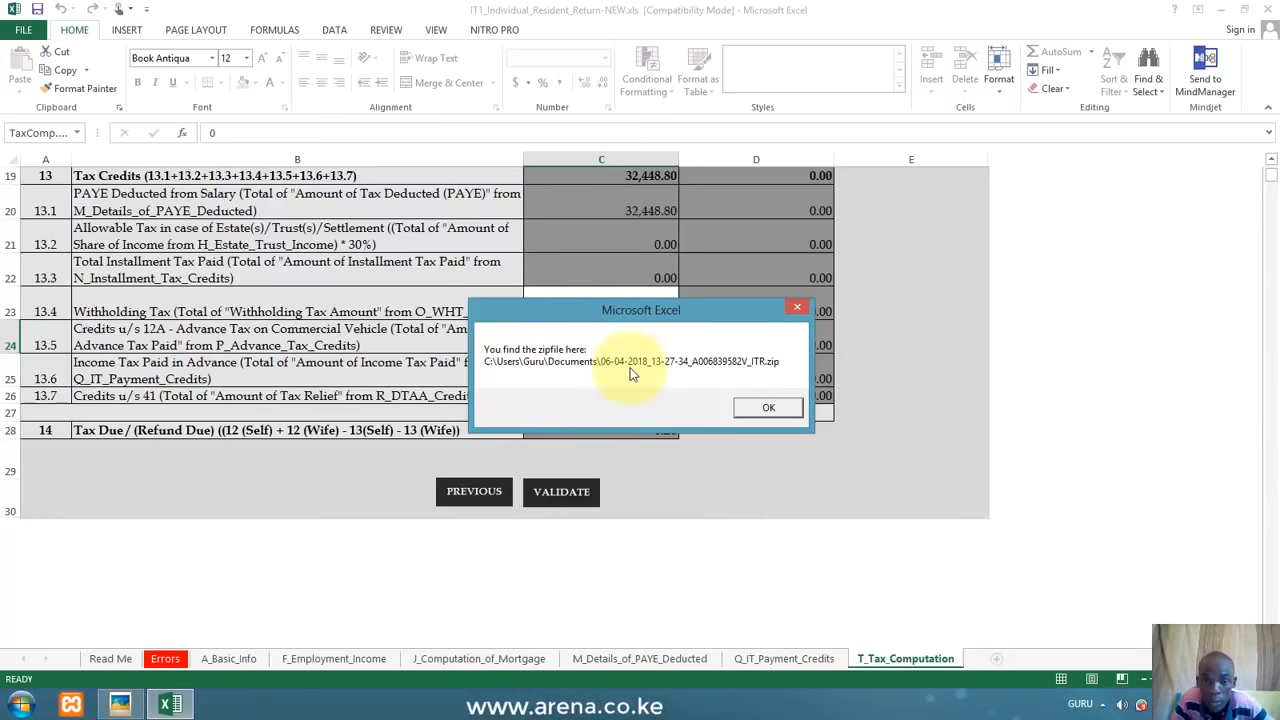 IT1_Individual_Resident_Return-NEW.xls [Compatibility Mode] - Microsoft Excel
FILE HOME INSERT PAGE LAYOUT FORMULAS DATA REVIEW VIEW NITRO PRO Sign in
Paste
Cut
Copy
Format Painter
Book Antiqua 12
B I U
Wrap Text
Merge & Center
$ % ,
Conditional Formatting
Format as Table
Insert Delete Format
AutoSum
Fill
Clear
Sort & Filter
Find & Select
Send to MindManager
Clipboard Font Alignment Number Styles Cells Editing Mindjet
TaxComp.... fx 0
A B C D E
19 13 Tax Credits (13.1+13.2+13.3+13.4+13.5+13.6+13.7) 32,448.80 0.00
PAYE Deducted from Salary (Total of "Amount of Tax Deducted (PAYE)" from
20 13.1 M_Details_of_PAYE_Deducted) 32,448.80 0.00
Allowable Tax in case of Estate(s)/Trust(s)/Settlement ((Total of "Amount of
21 13.2 Share of Income from H_Estate_Trust_Income) * 30%) 0.00 0.00
Total Installment Tax Paid (Total of "Amount of Installment Tax Paid" from
22 13.3 N_Installment_Tax_Credits) 0.00 0.00
23 13.4 Withholding Tax (Total of "Withholding Tax Amount" from O_WHT_ .00
Credits u/s 12A - Advance Tax on Commercial Vehicle (Total of "Am
24 13.5 Advance Tax Paid" from P_Advance_Tax_Credits) .00
Income Tax Paid in Advance (Total of "Amount of Income Tax Paid" f
25 13.6 Q_IT_Payment_Credits) .00
26 13.7 Credits u/s 41 (Total of "Amount of Tax Relief" from R_DTAA_Credi .00
27
28 14 Tax Due / (Refund Due) ((12 (Self) + 12 (Wife) - 13(Self) - 13 (Wife))
29
30
PREVIOUS VALIDATE
Microsoft Excel
You find the zipfile here:
C:\Users\Guru\Documents\06-04-2018_13-27-34_A006839582V_ITR.zip
OK
Read Me Errors A_Basic_Info F_Employment_Income J_Computation_of_Mortgage M_Details_of_PAYE_Deducted Q_IT_Payment_Credits T_Tax_Computation
READY
www.arena.co.ke
GURU